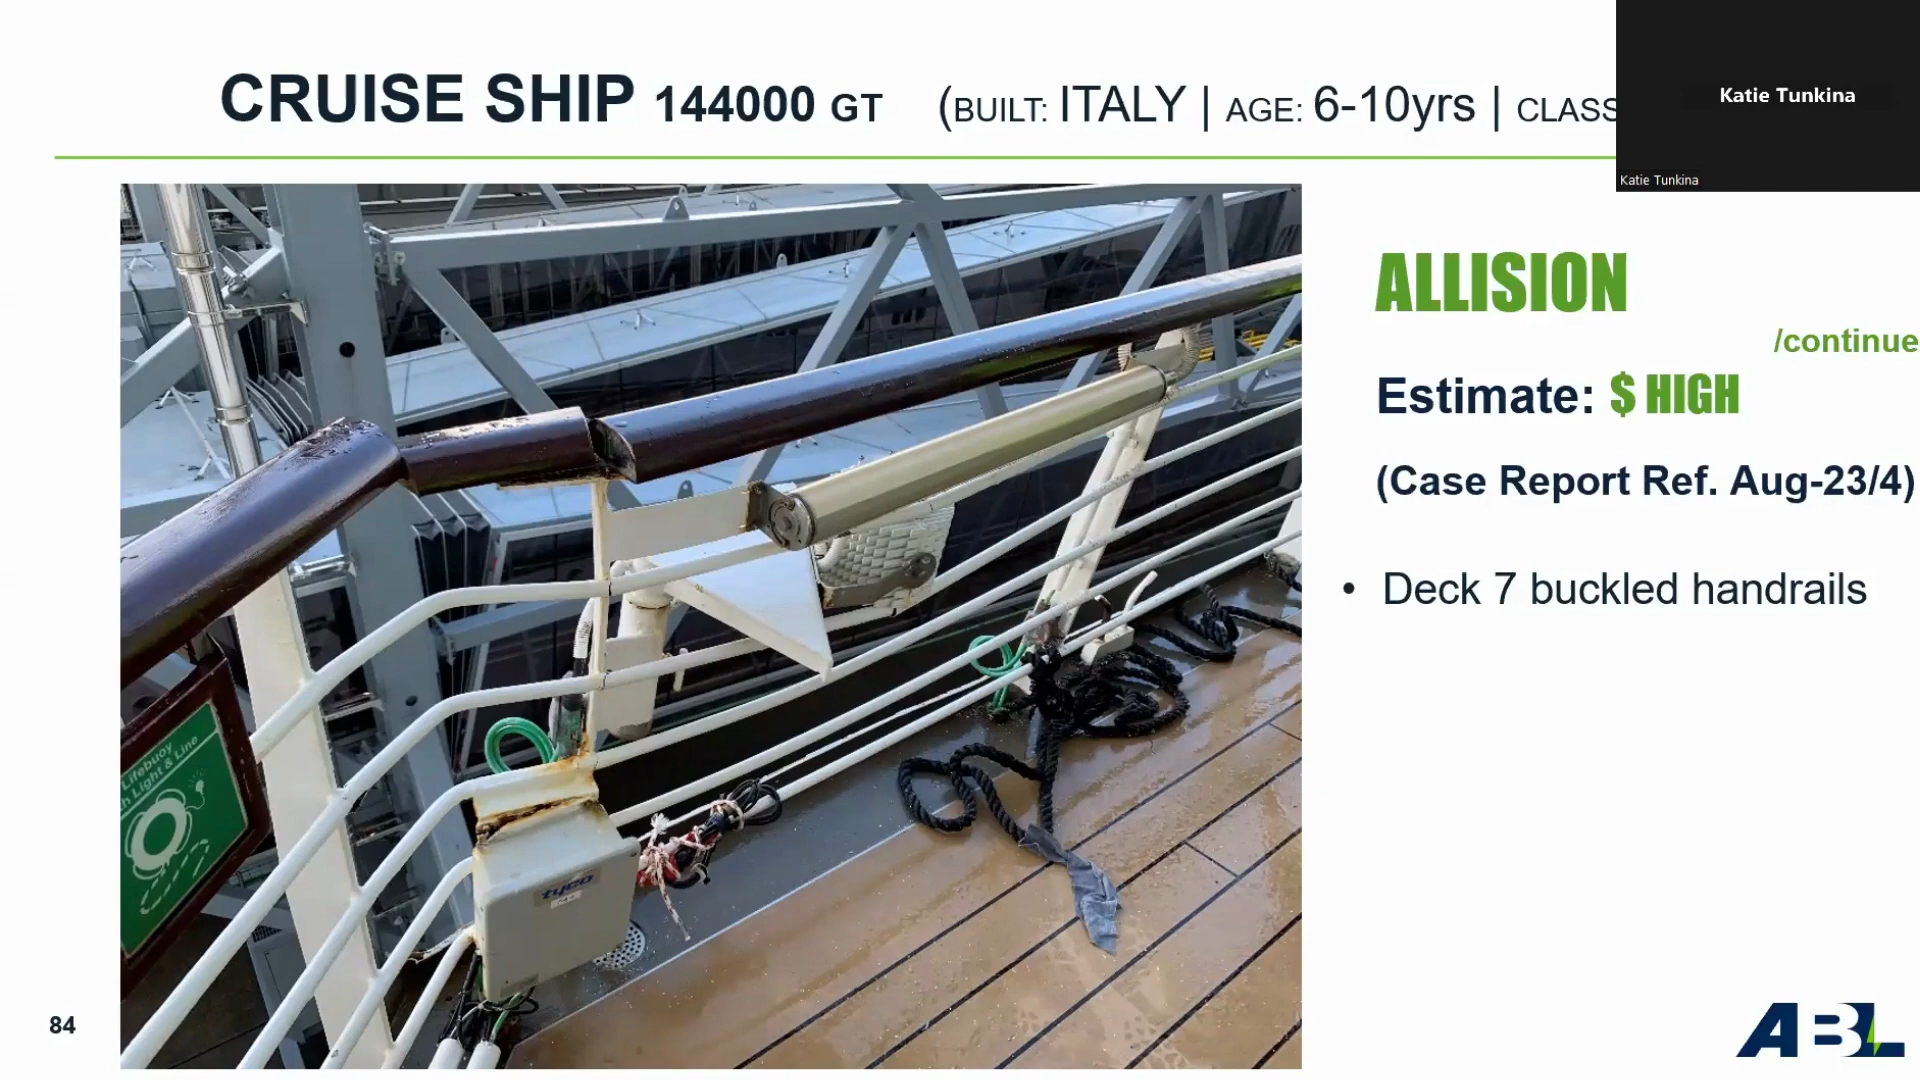 CRUISE SHIP 144000 GT (BUILT: ITALY | AGE: 6-10yrs | CLASS
Katie Tunkina
Katie Tunkina
ALLISION
/continue
Estimate: $ HIGH
(Case Report Ref. Aug-23/4)
• Deck 7 buckled handrails
Lifebuoy
Light & Line
tyco
84
ABL